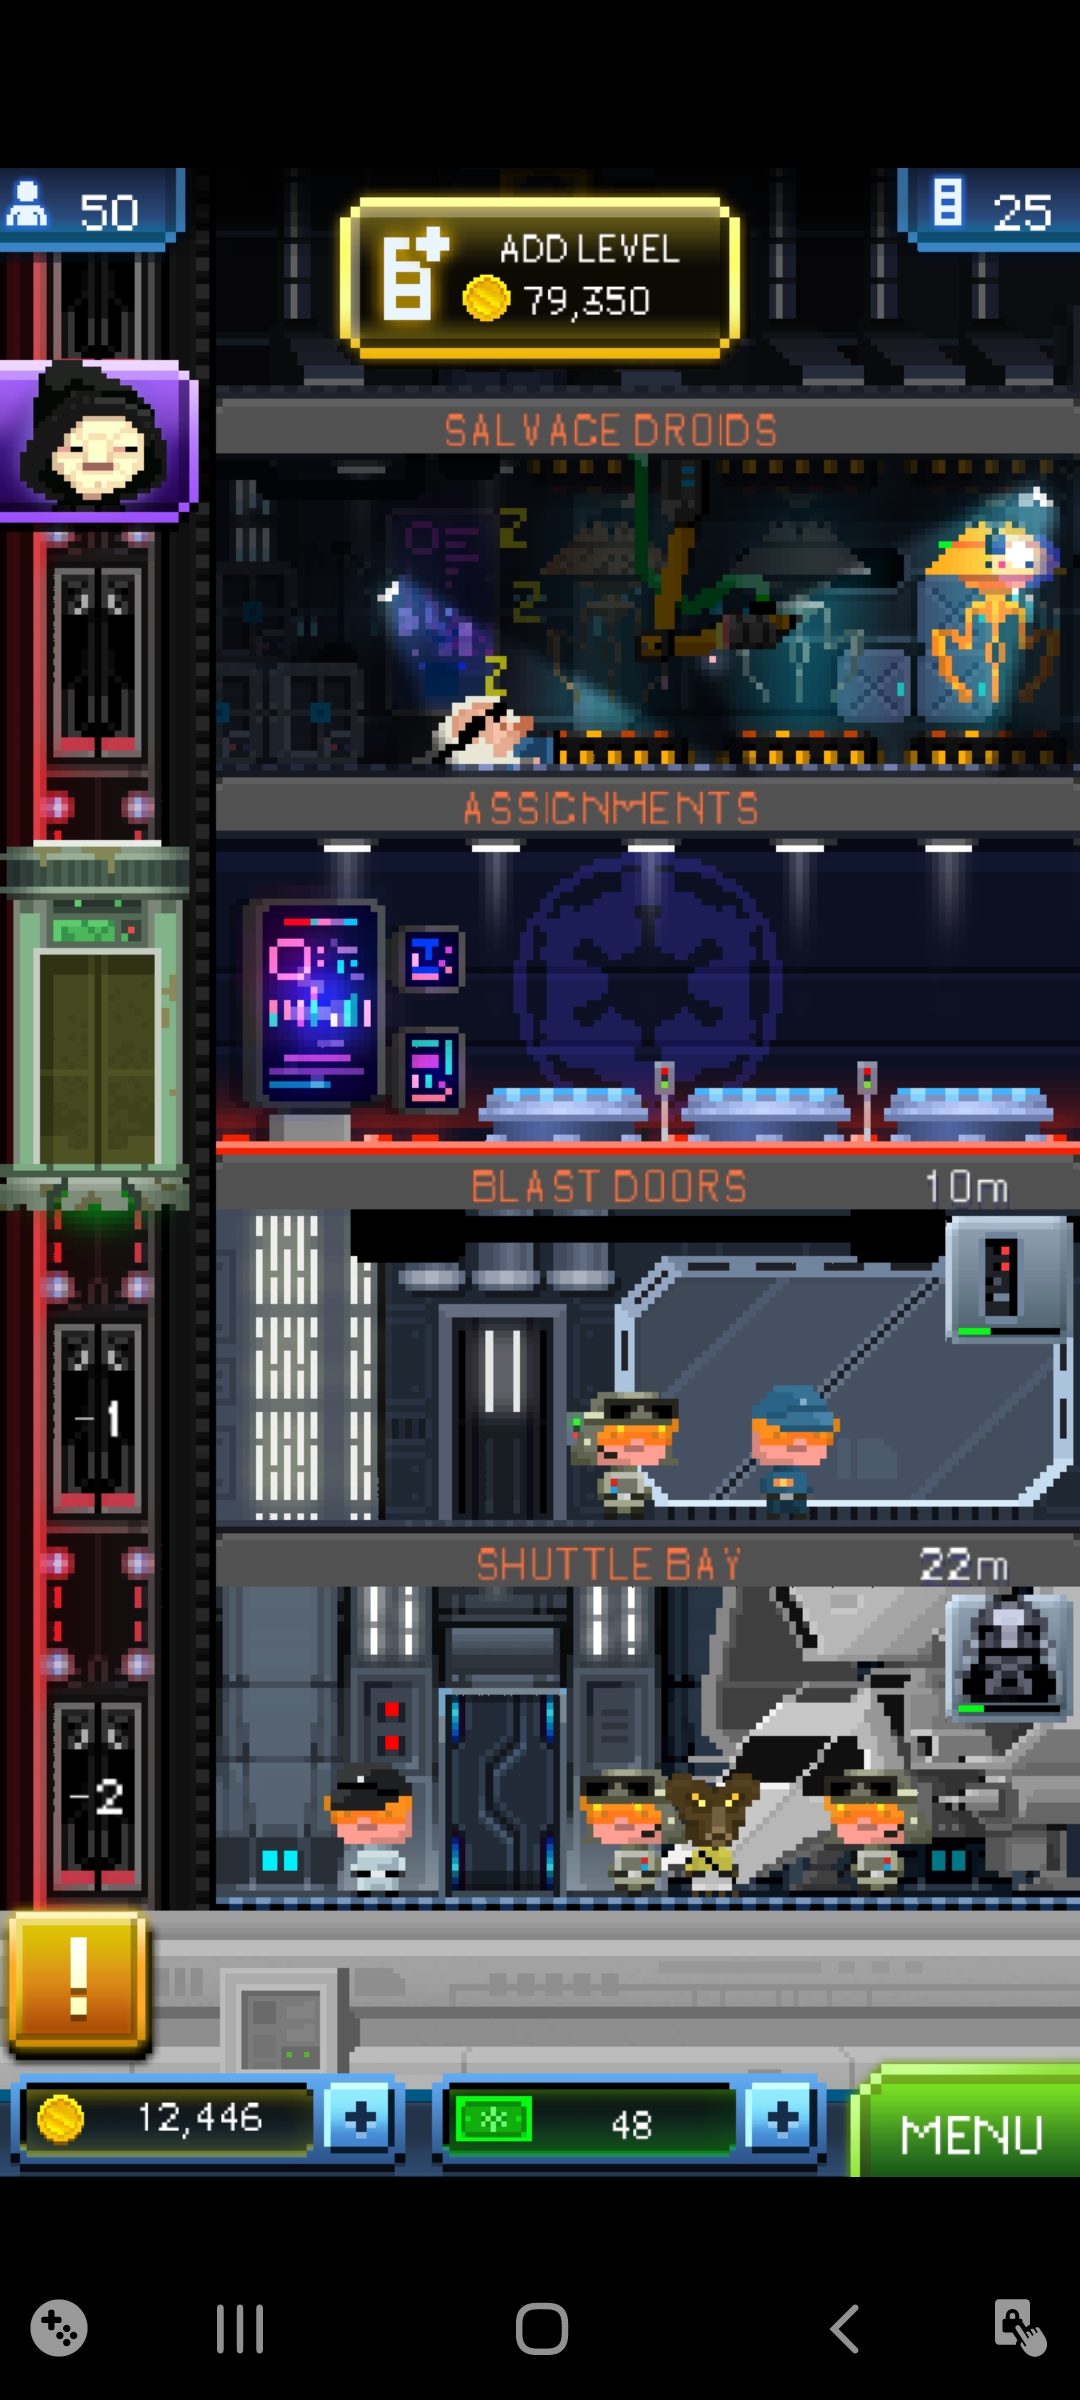 50
ADD LEVEL
79,350
25
SALVAGE DROIDS
Z
Z
Z
ASSIGNMENTS
BLAST DOORS 10m
-1
SHUTTLE BAY 22m
-2
!
12,446
48
MENU